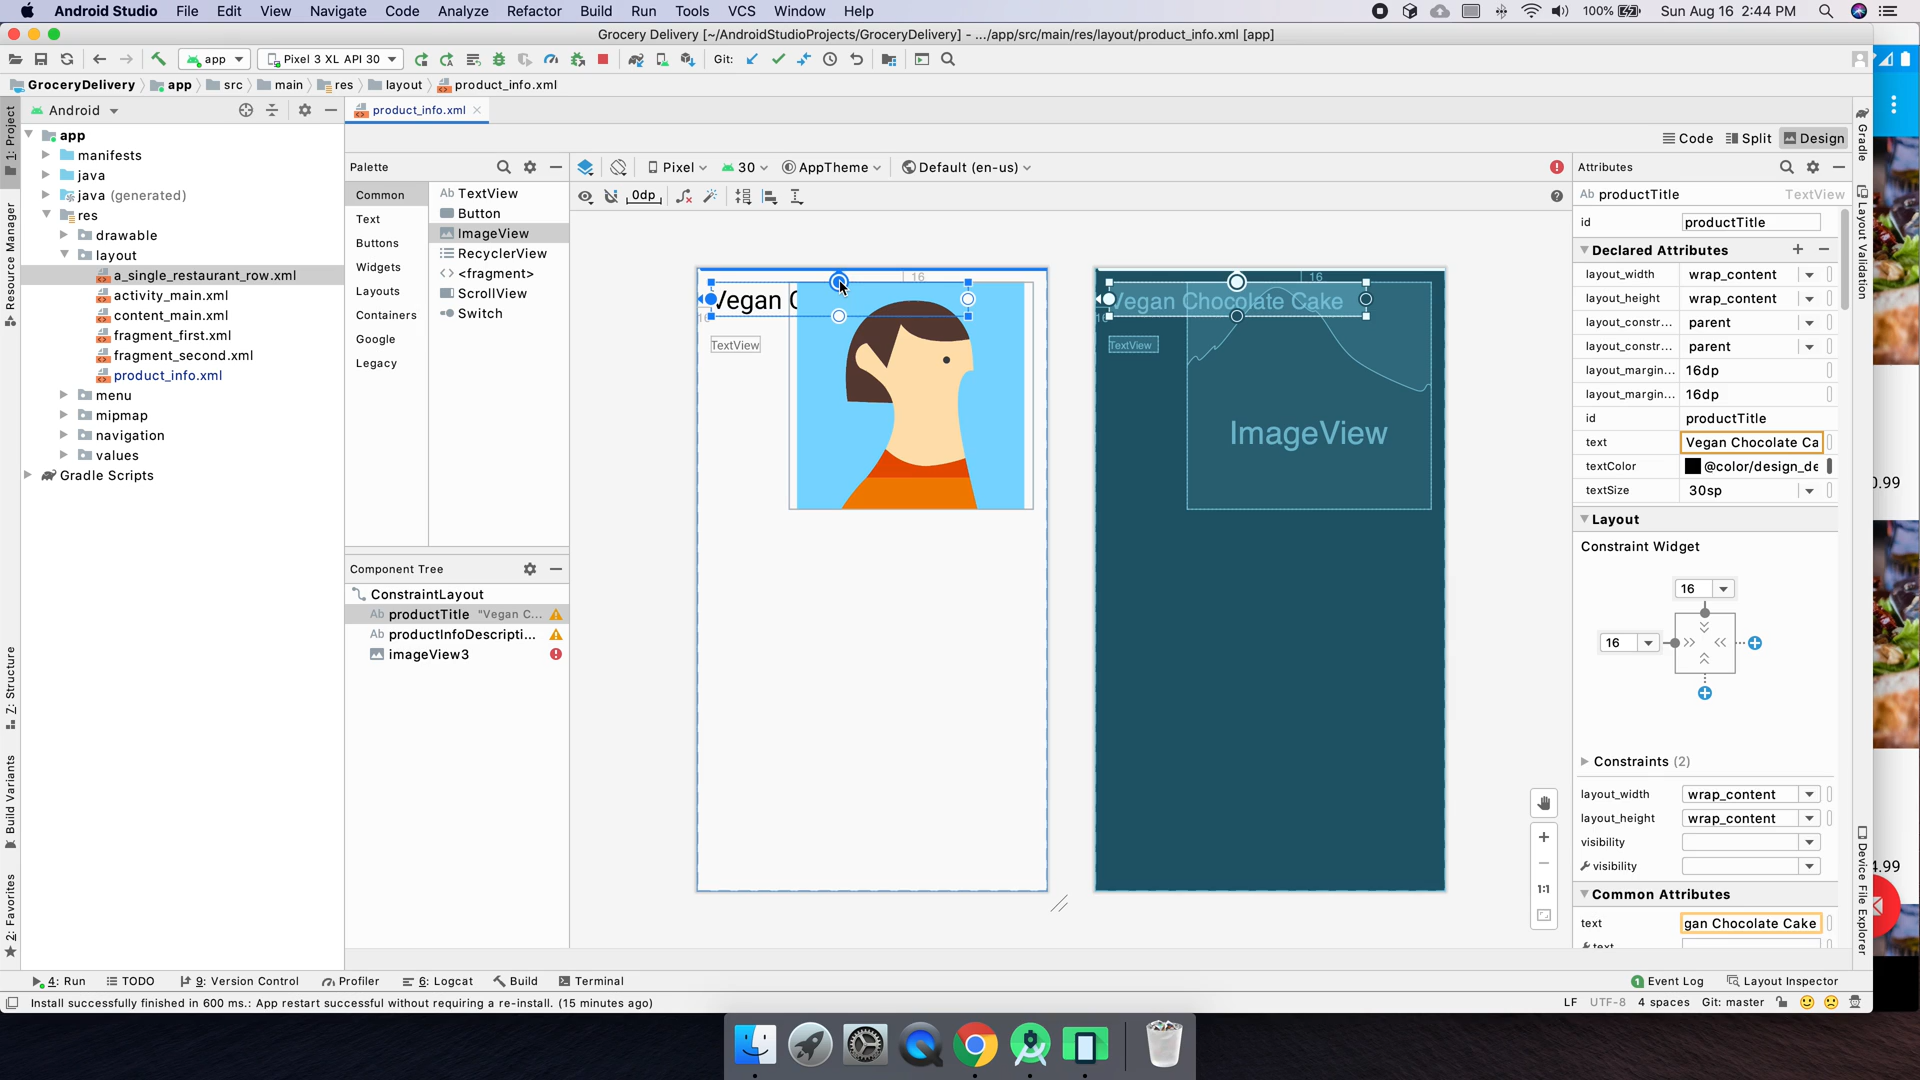 Android Studio File Edit View Navigate Code Analyze Refactor Build Run Tools VCS Window Help 100% Sun Aug 16 2:44 PM
Grocery Delivery [~/AndroidStudioProjects/GroceryDelivery] - .../app/src/main/res/layout/product_info.xml [app]
app Pixel 3 XL API 30 Git:
GroceryDelivery app src main res layout product_info.xml
Android
product_info.xml
Code Split Design
1: Project
Resource Manager
Z: Structure
Build Variants
2: Favorites
app
manifests
java
java (generated)
res
drawable
layout
a_single_restaurant_row.xml
activity_main.xml
content_main.xml
fragment_first.xml
fragment_second.xml
product_info.xml
menu
mipmap
navigation
values
Gradle Scripts
Palette
Common
Text
Buttons
Widgets
Layouts
Containers
Google
Legacy
Ab TextView
Button
ImageView
RecyclerView
<fragment>
ScrollView
Switch
Component Tree
ConstraintLayout
Ab productTitle "Vegan C...
Ab productInfoDescripti...
imageView3
Pixel 30 AppTheme Default (en-us)
0dp
16
Vegan C
16
TextView
16
Vegan Chocolate Cake
16
TextView
ImageView
1:1
Attributes
Ab productTitle TextView
id productTitle
Declared Attributes
layout_width wrap_content
layout_height wrap_content
layout_constr... parent
layout_constr... parent
layout_margin... 16dp
layout_margin... 16dp
id productTitle
text Vegan Chocolate Ca
textColor @color/design_de
textSize 30sp
Layout
Constraint Widget
16
16
Constraints (2)
layout_width wrap_content
layout_height wrap_content
visibility
visibility
Common Attributes
text gan Chocolate Cake
text
Gradle
Layout Validation
Device File Explorer
.99
4.99
4: Run TODO 9: Version Control Profiler 6: Logcat Build Terminal 1 Event Log Layout Inspector
Install successfully finished in 600 ms.: App restart successful without requiring a re-install. (15 minutes ago) LF UTF-8 4 spaces Git: master